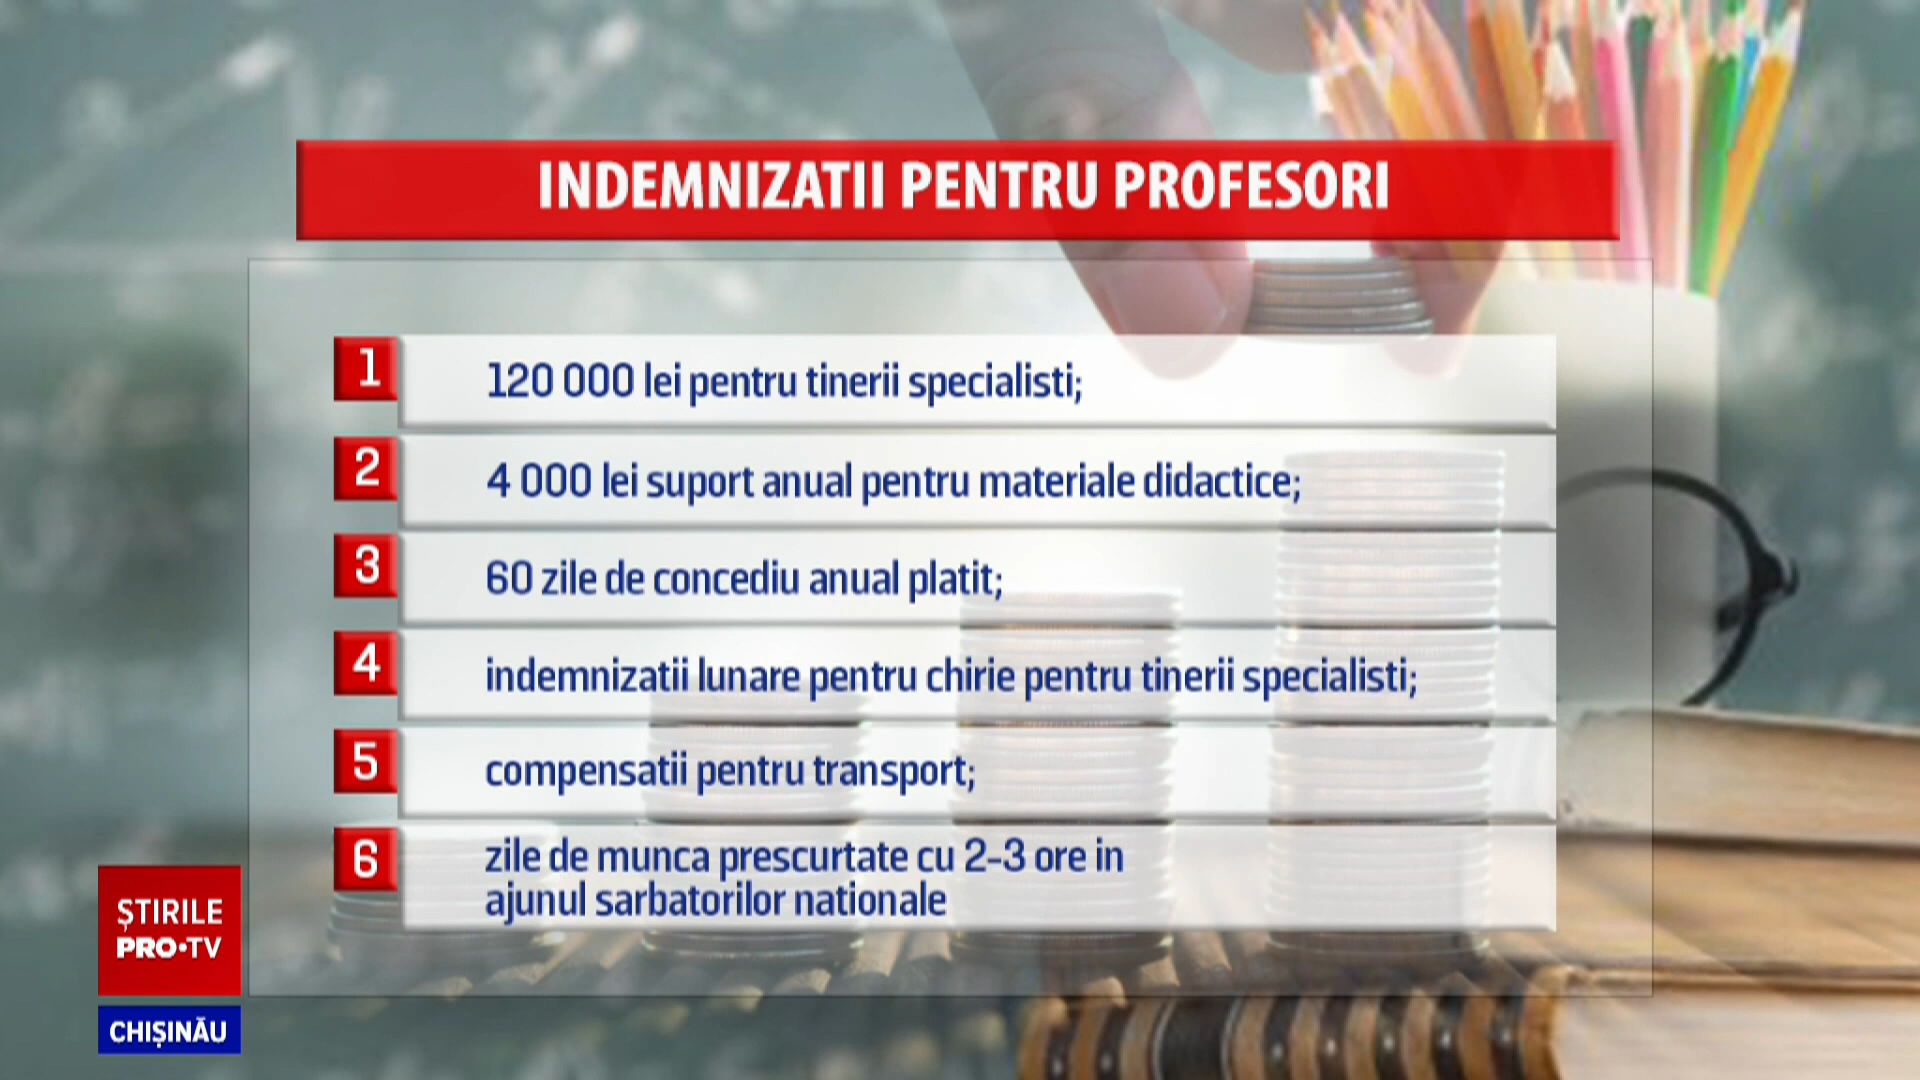 INDEMNIZATII PENTRU PROFESORI
1 120 000 lei pentru tinerii specialisti;
2 4 000 lei suport anual pentru materiale didactice;
3 60 zile de concediu anual platit;
4 indemnizatii lunare pentru chirie pentru tinerii specialisti;
5 compensatii pentru transport;
6 zile de munca prescurtate cu 2-3 ore in
ajunul sarbatorilor nationale
ȘTIRILE
PRO•TV
CHIȘINĂU